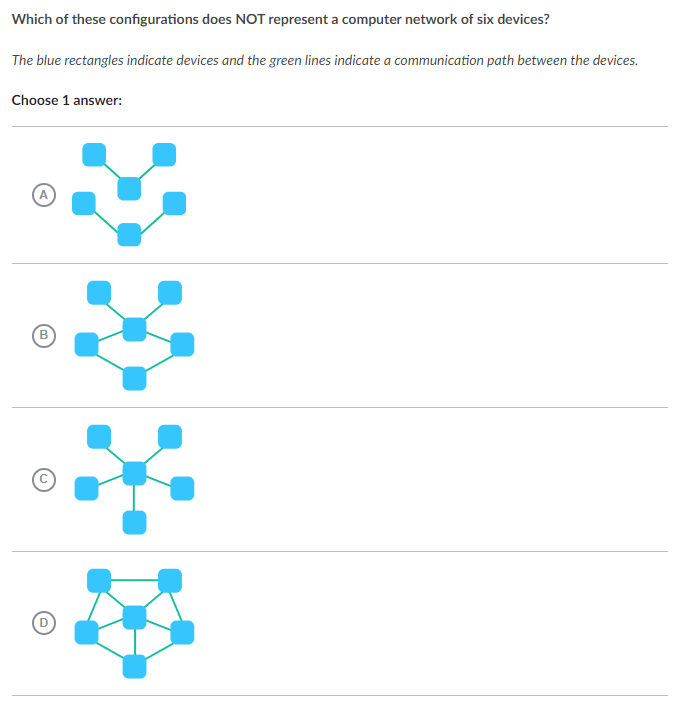 Which of these configurations does NOT represent a computer network of six devices?
The blue rectangles indicate devices and the green lines indicate a communication path between the devices.
Choose 1 answer:
A
B
C
D